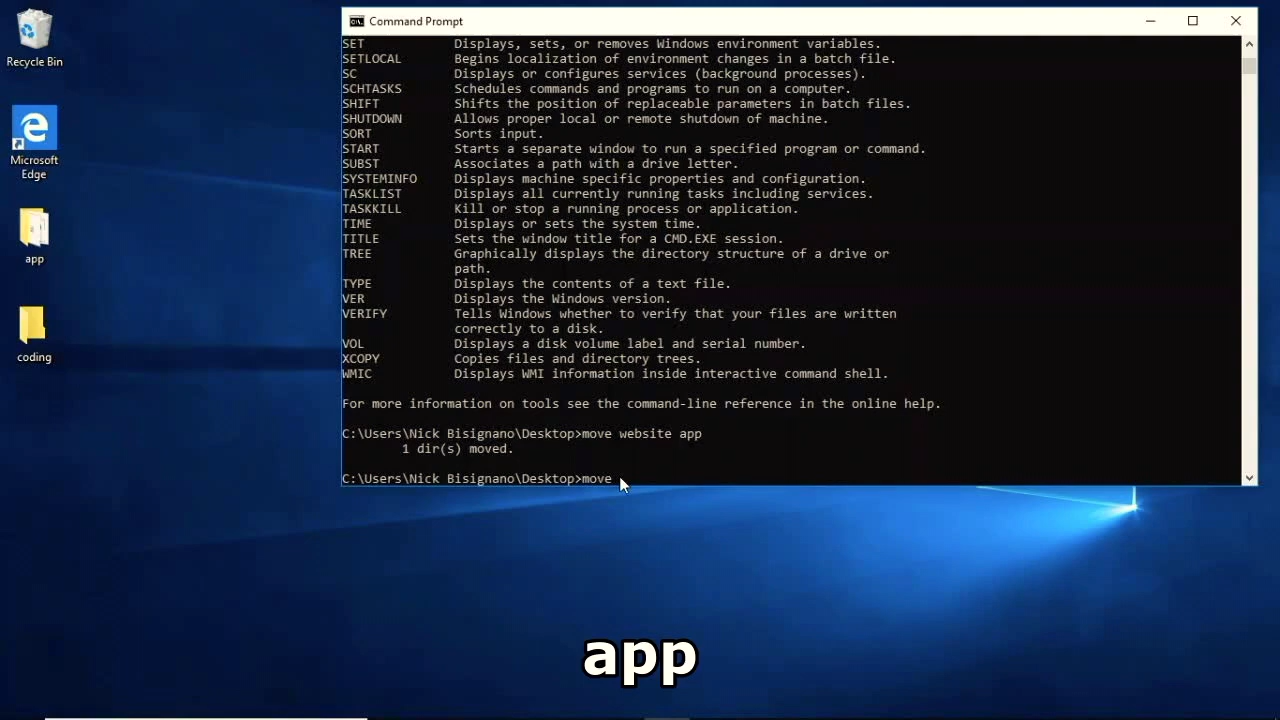 Recycle Bin
Microsoft
Edge
app
coding
Command Prompt
SET Displays, sets, or removes Windows environment variables.
SETLOCAL Begins localization of environment changes in a batch file.
SC Displays or configures services (background processes).
SCHTASKS Schedules commands and programs to run on a computer.
SHIFT Shifts the position of replaceable parameters in batch files.
SHUTDOWN Allows proper local or remote shutdown of machine.
SORT Sorts input.
START Starts a separate window to run a specified program or command.
SUBST Associates a path with a drive letter.
SYSTEMINFO Displays machine specific properties and configuration.
TASKLIST Displays all currently running tasks including services.
TASKKILL Kill or stop a running process or application.
TIME Displays or sets the system time.
TITLE Sets the window title for a CMD.EXE session.
TREE Graphically displays the directory structure of a drive or
path.
TYPE Displays the contents of a text file.
VER Displays the Windows version.
VERIFY Tells Windows whether to verify that your files are written
correctly to a disk.
VOL Displays a disk volume label and serial number.
XCOPY Copies files and directory trees.
WMIC Displays WMI information inside interactive command shell.
For more information on tools see the command-line reference in the online help.
C:\Users\Nick Bisignano\Desktop>move website app
1 dir(s) moved.
C:\Users\Nick Bisignano\Desktop>move
app